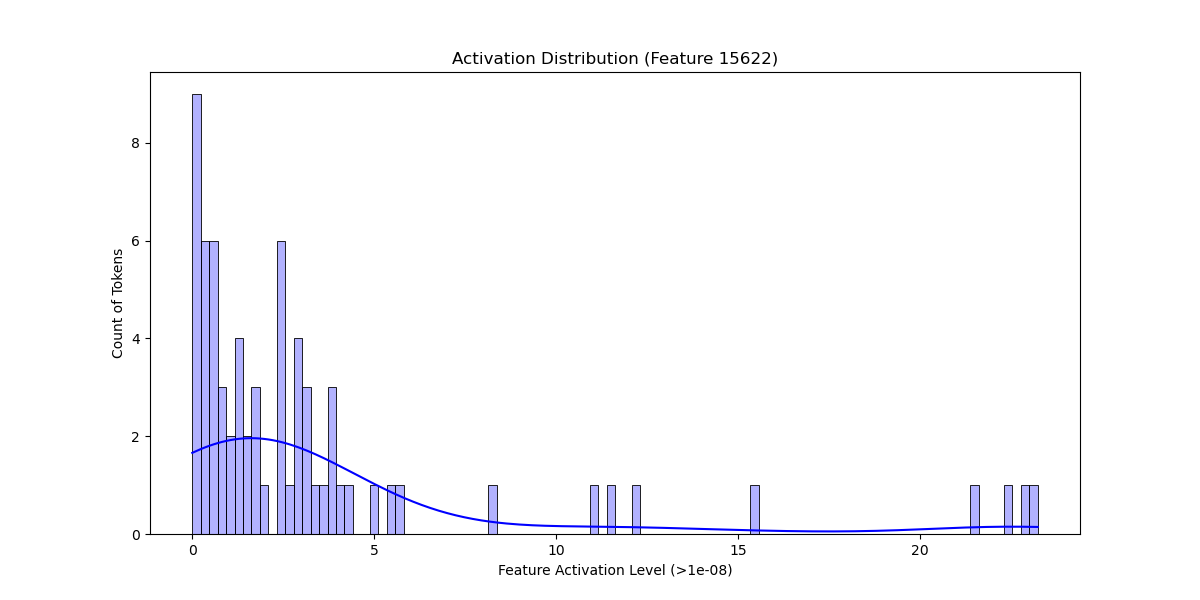 Activation Distribution (Feature 15622)
Count of Tokens
8
6
4
2
0
0 5 10 15 20
Feature Activation Level (>1e-08)